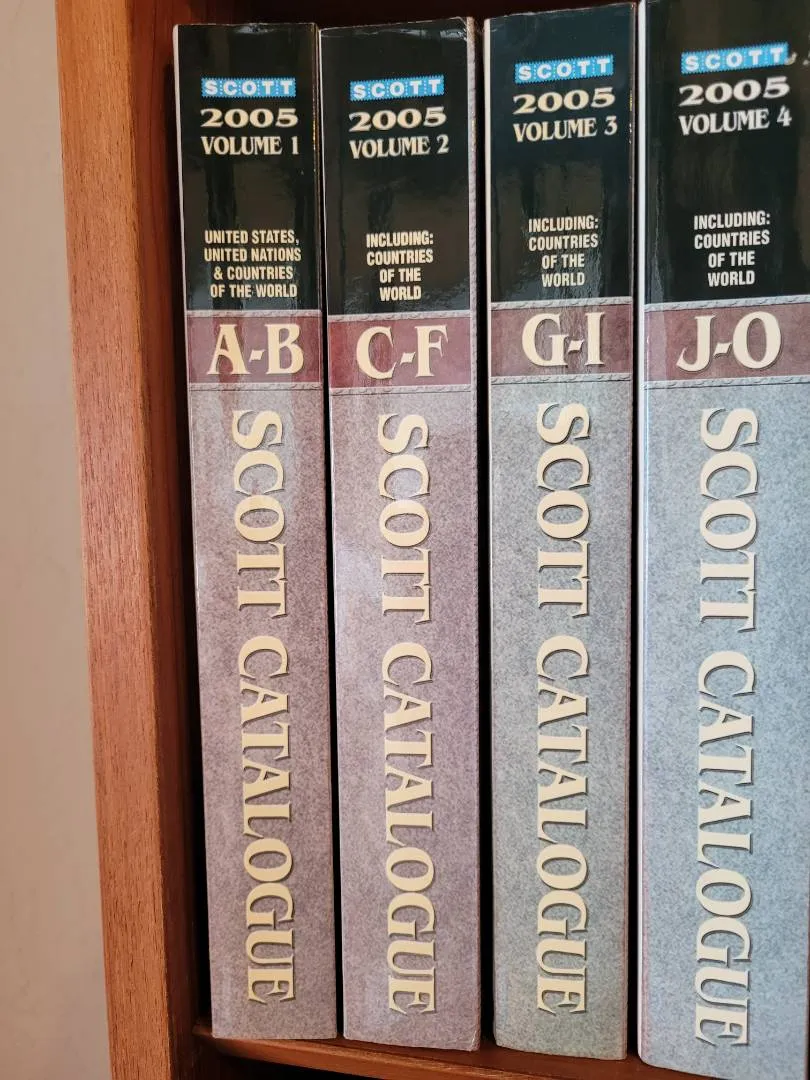 SCOTT
2005
VOLUME 1
UNITED STATES,
UNITED NATIONS
& COUNTRIES
OF THE WORLD
A-B
SCOTT CATALOGUE
SCOTT
2005
VOLUME 2
INCLUDING:
COUNTRIES
OF THE
WORLD
C-F
SCOTT CATALOGUE
SCOTT
2005
VOLUME 3
INCLUDING:
COUNTRIES
OF THE
WORLD
G-I
SCOTT CATALOGUE
SCOTT
2005
VOLUME 4
INCLUDING:
COUNTRIES
OF THE
WORLD
J-O
SCOTT CATALOGUE